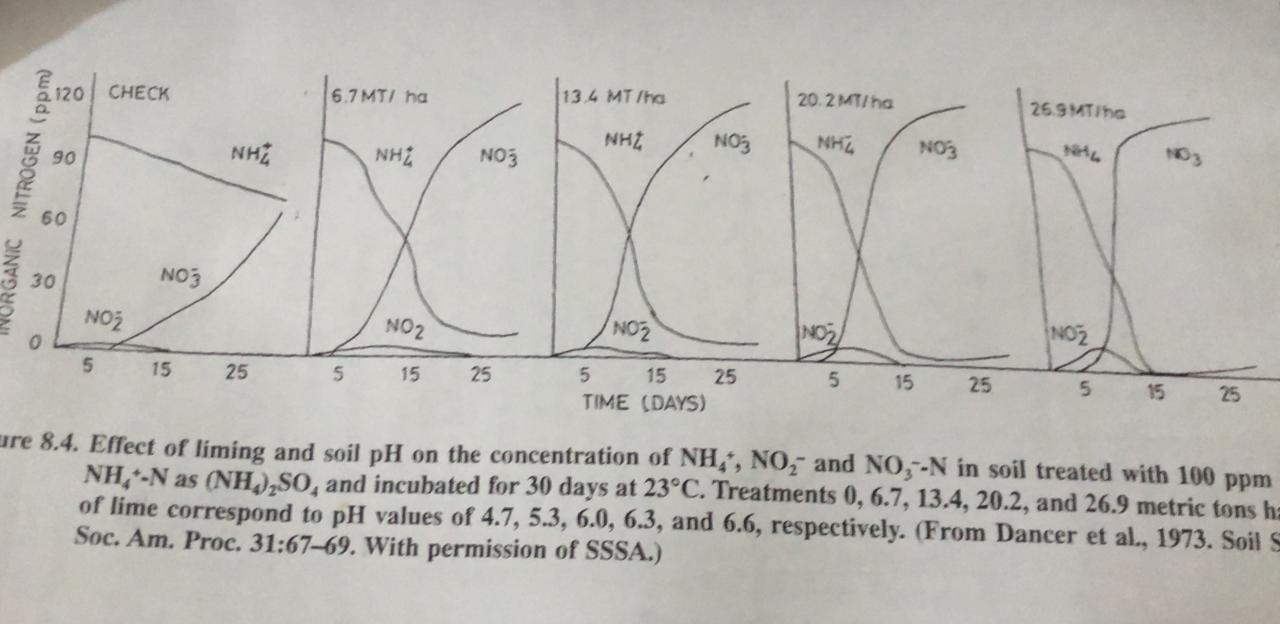 INORGANIC NITROGEN (ppm)
120
90
60
30
0
CHECK
NH₄⁺
NO₃⁻
NO₂⁻
5 15 25
6.7 MT/ ha
NH₄⁺
NO₃⁻
NO₂
5 15 25
13.4 MT/ha
NH₄⁺
NO₃⁻
NO₂⁻
5 15 25
20.2 MT/ha
NH₄⁻
NO₃⁻
NO₂⁻
5 15 25
26.9 MT/ha
NH₄
NO₃
NO₂⁻
5 15 25
TIME (DAYS)
ure 8.4. Effect of liming and soil pH on the concentration of NH₄⁺, NO₂⁻ and NO₃⁻-N in soil treated with 100 ppm
NH₄⁺-N as (NH₄)₂SO₄ and incubated for 30 days at 23°C. Treatments 0, 6.7, 13.4, 20.2, and 26.9 metric tons ha
of lime correspond to pH values of 4.7, 5.3, 6.0, 6.3, and 6.6, respectively. (From Dancer et al., 1973. Soil S
Soc. Am. Proc. 31:67–69. With permission of SSSA.)